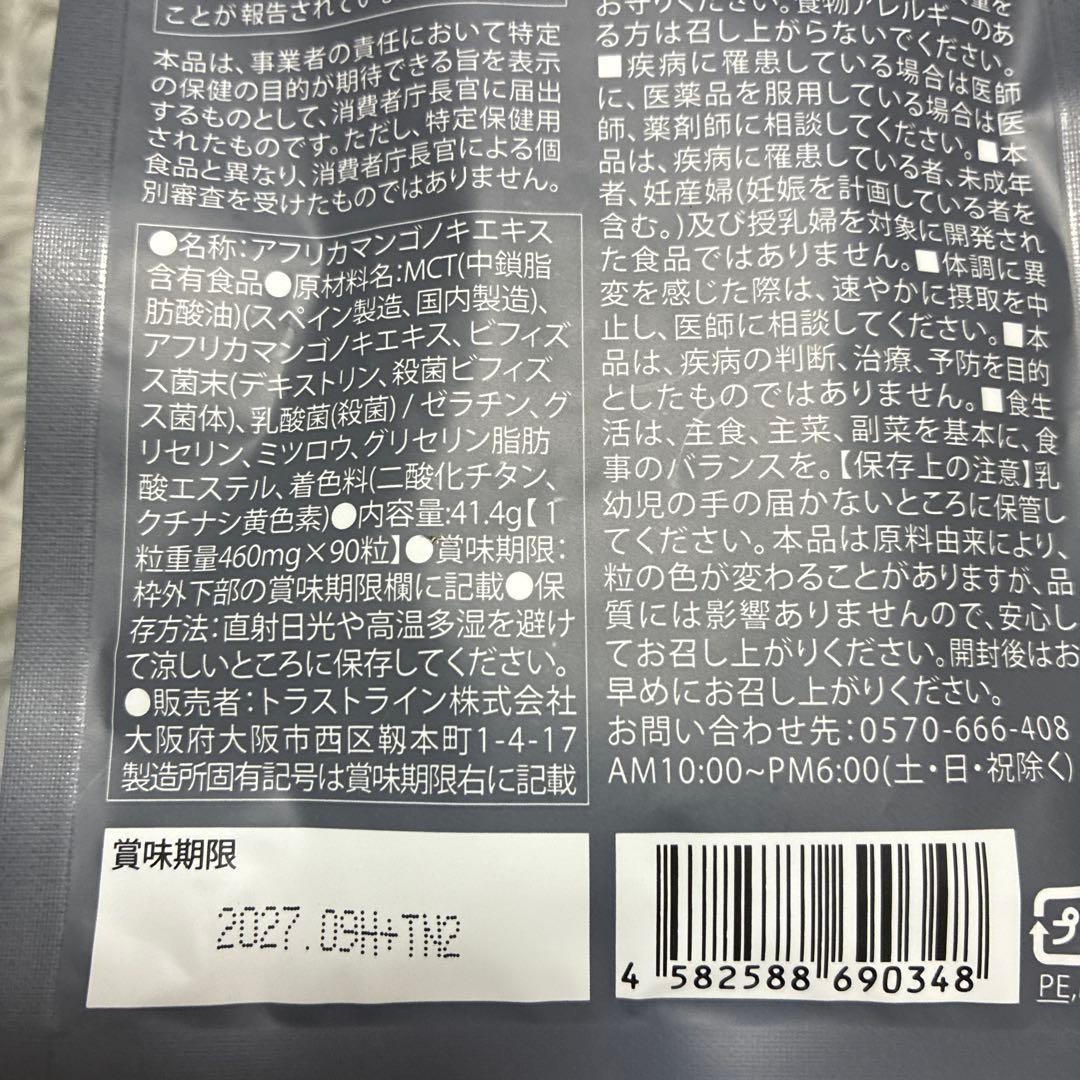 ことが報告されていま
本品は、事業者の責任において特定
の保健の目的が期待できる旨を表示
するものとして、消費者庁長官に届出
されたものです。ただし、特定保健用
食品と異なり、消費者庁長官による個
別審査を受けたものではありません。
●名称:アフリカマンゴノキエキス
含有食品●原材料名:MCT(中鎖脂
肪酸油)(スペイン製造、国内製造)、
アフリカマンゴノキエキス、ビフィズ
ス菌末(デキストリン、殺菌ビフィズ
ス菌体)、乳酸菌(殺菌) / ゼラチン、グ
リセリン、ミツロウ、グリセリン脂肪
酸エステル、着色料(二酸化チタン、
クチナシ黄色素)●内容量:41.4g【1
粒重量460mg×90粒】●賞味期限:
枠外下部の賞味期限欄に記載●保
存方法:直射日光や高温多湿を避け
て涼しいところに保存してください。
●販売者:トラストライン株式会社
大阪府大阪市西区靱本町1-4-17
製造所固有記号は賞味期限右に記載
お守りください。食物アレルギーのあ
る方は召し上がらないでください。
■疾病に罹患している場合は医師
に、医薬品を服用している場合は医
師、薬剤師に相談してください。■本
品は、疾病に罹患している者、未成年
者、妊産婦(妊娠を計画している者を
含む。)及び授乳婦を対象に開発され
た食品ではありません。■体調に異
変を感じた際は、速やかに摂取を中
止し、医師に相談してください。■本
品は、疾病の判断、治療、予防を目的
としたものではありません。■食生
活は、主食、主菜、副菜を基本に、食
事のバランスを。【保存上の注意】乳
幼児の手の届かないところに保管し
てください。本品は原料由来により、
粒の色が変わることがありますが、品
質には影響ありませんので、安心し
てお召し上がりください。開封後はお
早めにお召し上がりください。
お問い合わせ先:0570-666-408
AM10:00~PM6:00(土・日・祝除く)
賞味期限
2027.09H+TN2
4 582588 690348
プ
PE,